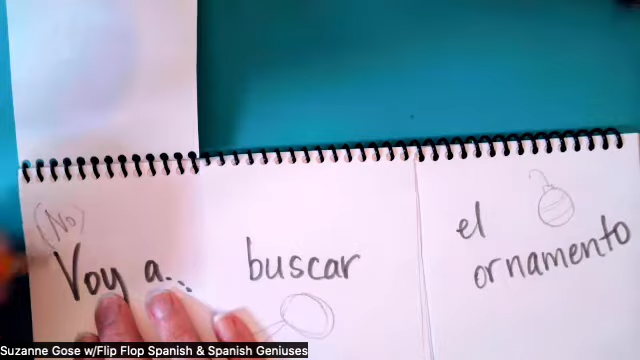 (No)
Voy a...
buscar
el
ornamento
Suzanne Gose w/Flip Flop Spanish & Spanish Geniuses